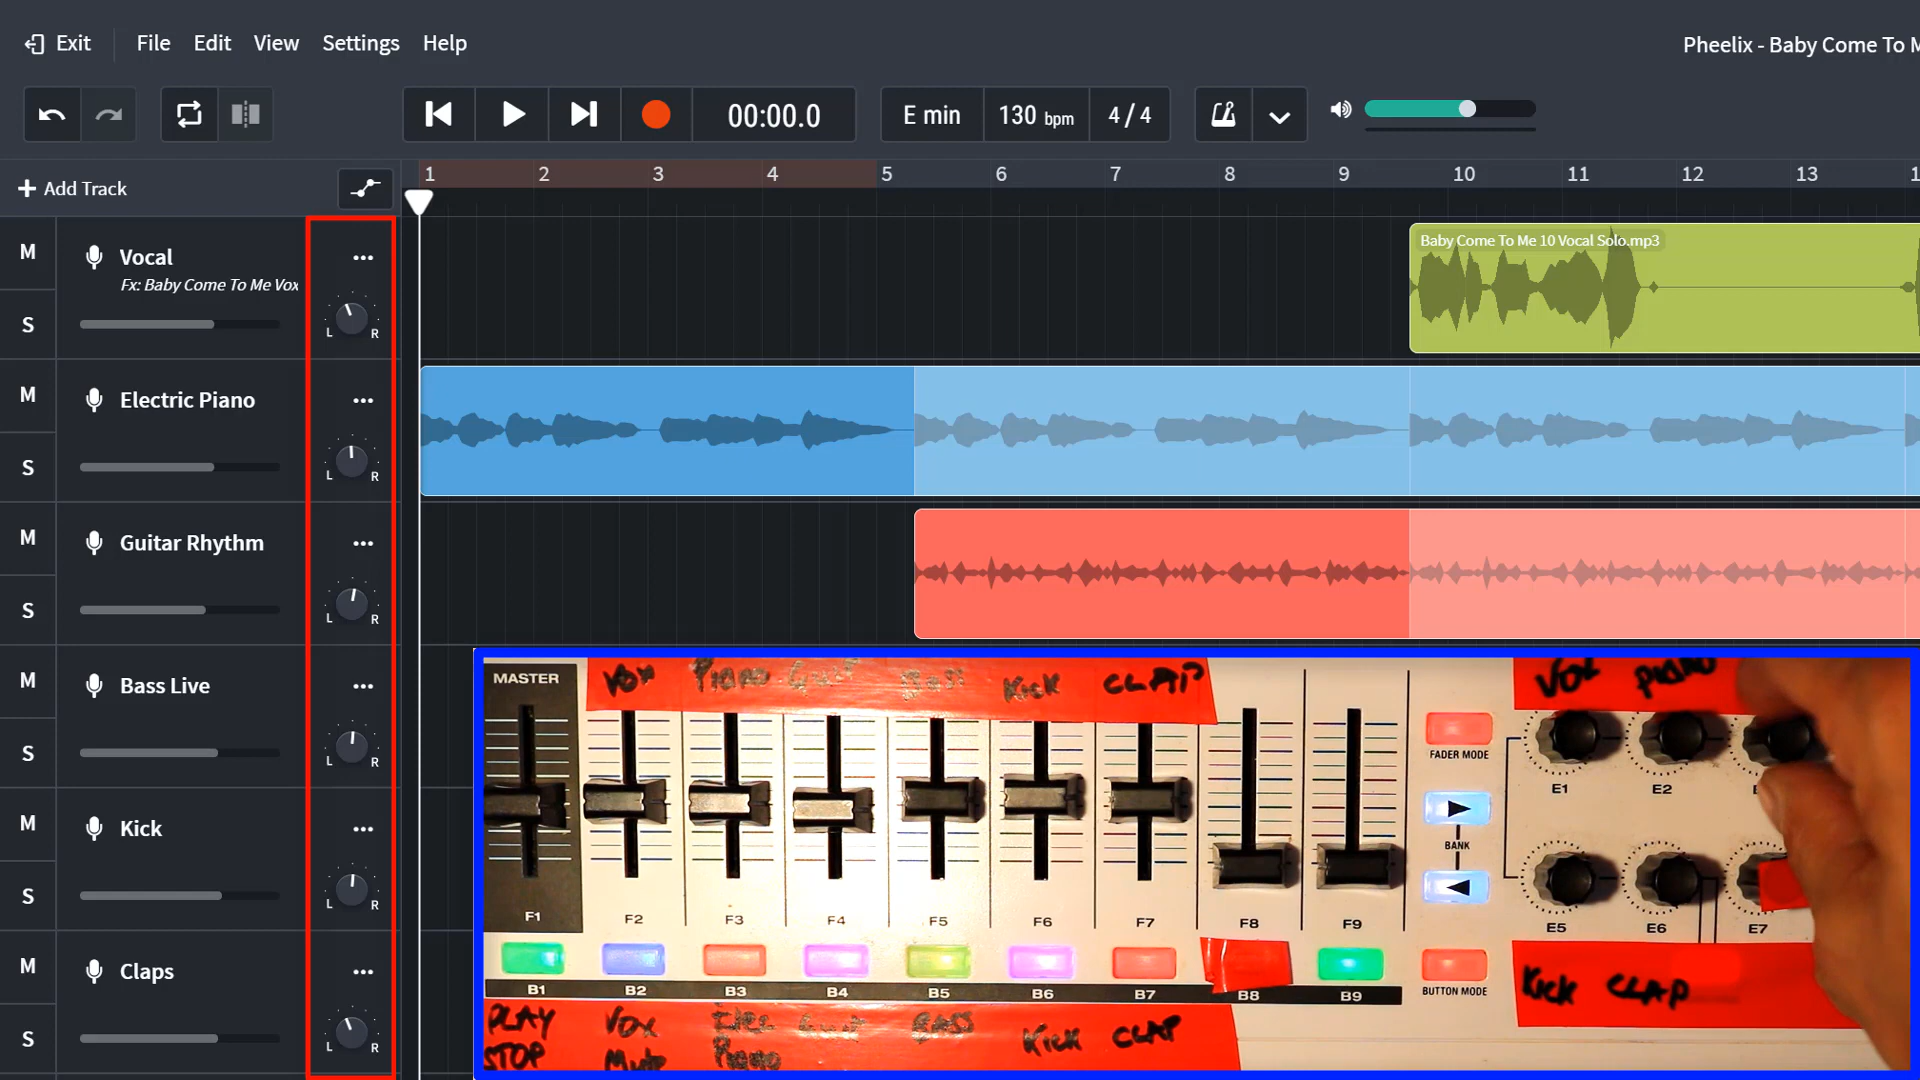 Exit File Edit View Settings Help
Pheelix - Baby Come To M
00:00.0 E min 130 bpm 4 / 4
+ Add Track
1 2 3 4 5 6 7 8 9 10 11 12 13 1
M Vocal
Fx: Baby Come To Me Vox
S L R
Baby Come To Me 10 Vocal Solo.mp3
M Electric Piano
S L R
M Guitar Rhythm
S L R
M Bass Live
S L R
M Kick
S L R
M Claps
S L R
MASTER VOX PIANO Kick CLAP
VOX PIANO
FADER MODE
E1 E2
BANK
F1 F2 F3 F4 F5 F6 F7 F8 F9
E5 E6 E7
B1 B2 B3 B4 B5 B6 B7 B8 B9
BUTTON MODE
Kick CLAP
PLAY VOX BASS Kick CLAP
STOP Mute Piano